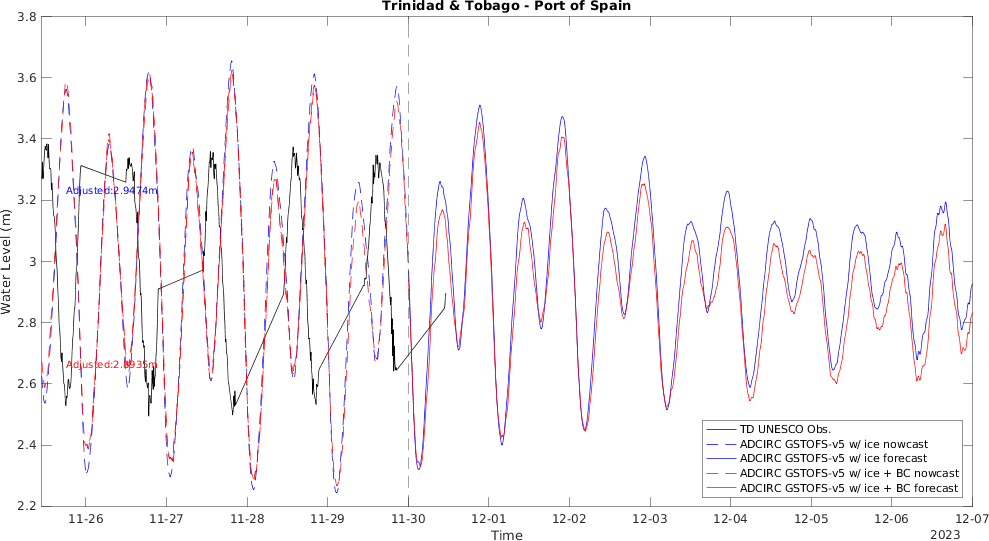 Trinidad & Tobago - Port of Spain
3.8
3.6
3.4
3.2
3
2.8
2.6
2.4
2.2
Water Level (m)
Adjusted:2.9474m
TD UNESCO Obs.
ADCIRC GSTOFS-v5 w/ ice nowcast
ADCIRC GSTOFS-v5 w/ ice forecast
ADCIRC GSTOFS-v5 w/ ice + BC nowcast
ADCIRC GSTOFS-v5 w/ ice + BC forecast
11-26 11-27 11-28 11-29 11-30 12-01 12-02 12-03 12-04 12-05 12-06 12-07
Time
2023